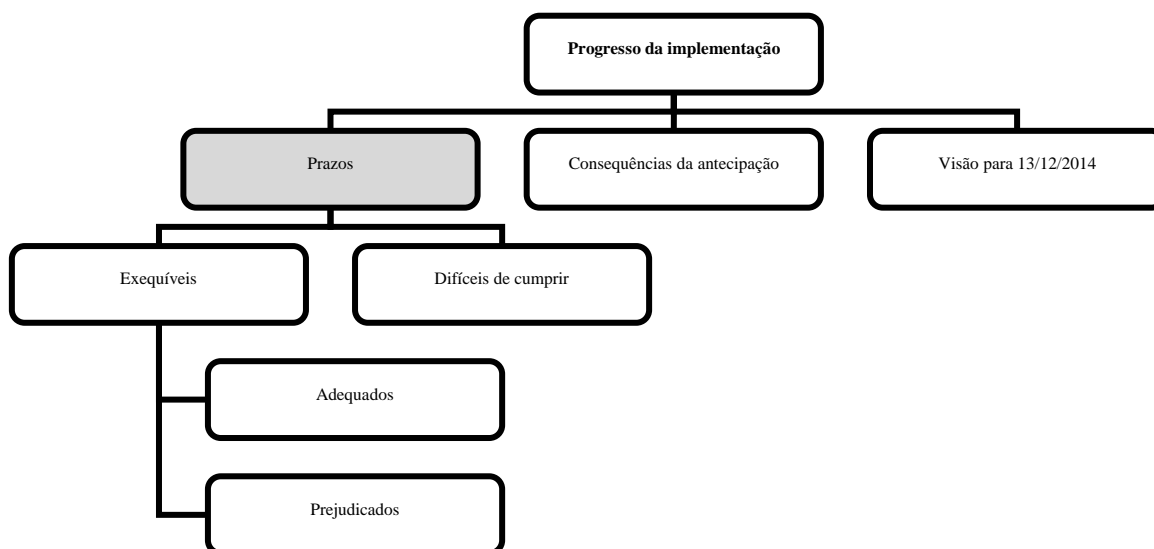 Progresso da implementação
Prazos
Consequências da antecipação
Visão para 13/12/2014
Exequíveis
Difíceis de cumprir
Adequados
Prejudicados